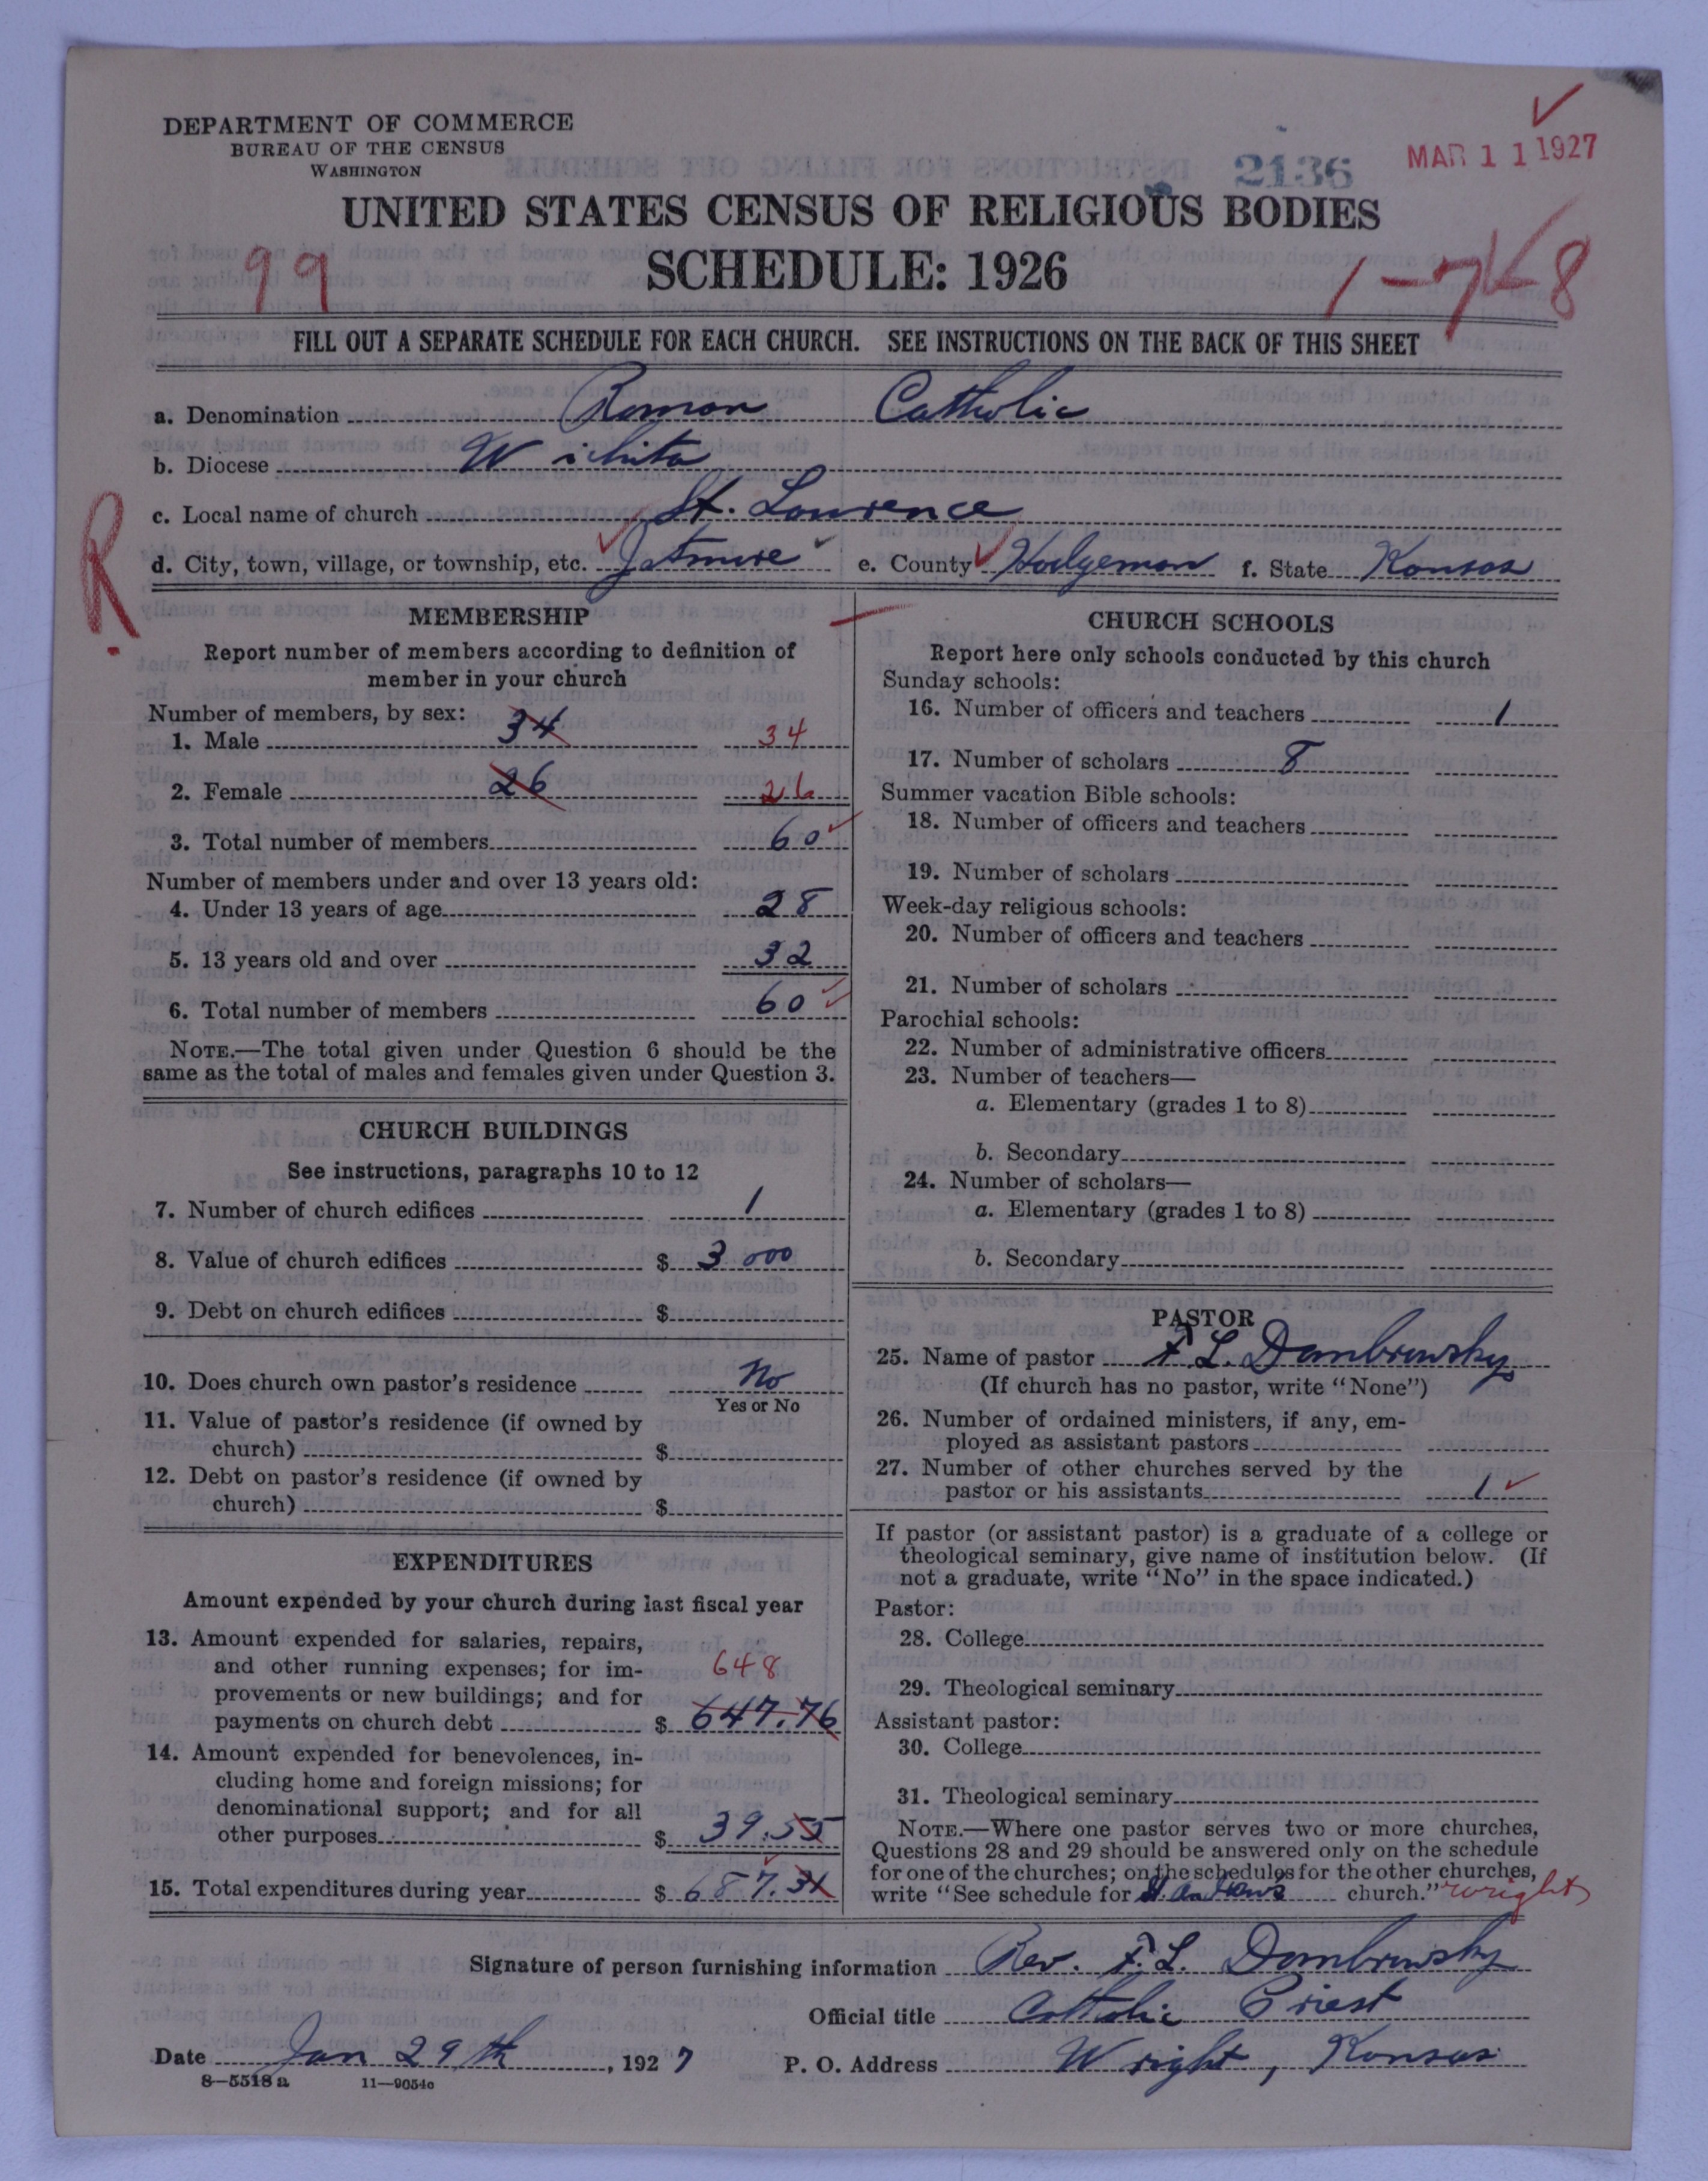 DEPARTMENT OF COMMERCE
BUREAU OF THE CENSUS
WASHINGTON
2136
MAR 11 1927
UNITED STATES CENSUS OF RELIGIOUS BODIES
SCHEDULE: 1926
99
1-7-8
FILL OUT A SEPARATE SCHEDULE FOR EACH CHURCH. SEE INSTRUCTIONS ON THE BACK OF THIS SHEET
a. Denomination Roman Catholic
b. Diocese Wichita
c. Local name of church St. Lawrence
R
d. City, town, village, or township, etc. Jetmore e. County Hodgeman f. State Kansas
MEMBERSHIP
Report number of members according to definition of
member in your church
Number of members, by sex:
1. Male 34 34
2. Female 26 26
3. Total number of members 60
Number of members under and over 13 years old:
4. Under 13 years of age 28
5. 13 years old and over 32
6. Total number of members 60
NOTE.—The total given under Question 6 should be the
same as the total of males and females given under Question 3.
CHURCH BUILDINGS
See instructions, paragraphs 10 to 12
7. Number of church edifices 1
8. Value of church edifices $ 3 000
9. Debt on church edifices $
10. Does church own pastor's residence No
Yes or No
11. Value of pastor's residence (if owned by
church) $
12. Debt on pastor's residence (if owned by
church) $
EXPENDITURES
Amount expended by your church during last fiscal year
13. Amount expended for salaries, repairs,
and other running expenses; for im- 648
provements or new buildings; and for
payments on church debt $ 647.76
14. Amount expended for benevolences, in-
cluding home and foreign missions; for
denominational support; and for all
other purposes $ 39.55
15. Total expenditures during year $ 687.31
CHURCH SCHOOLS
Report here only schools conducted by this church
Sunday schools:
16. Number of officers and teachers 1
17. Number of scholars 8
Summer vacation Bible schools:
18. Number of officers and teachers
19. Number of scholars
Week-day religious schools:
20. Number of officers and teachers
21. Number of scholars
Parochial schools:
22. Number of administrative officers
23. Number of teachers—
a. Elementary (grades 1 to 8)
b. Secondary
24. Number of scholars—
a. Elementary (grades 1 to 8)
b. Secondary
PASTOR
25. Name of pastor F. L. Dombrowsky
(If church has no pastor, write "None")
26. Number of ordained ministers, if any, em-
ployed as assistant pastors
27. Number of other churches served by the
pastor or his assistants 1
If pastor (or assistant pastor) is a graduate of a college or
theological seminary, give name of institution below. (If
not a graduate, write "No" in the space indicated.)
Pastor:
28. College
29. Theological seminary
Assistant pastor:
30. College
31. Theological seminary
NOTE.—Where one pastor serves two or more churches,
Questions 28 and 29 should be answered only on the schedule
for one of the churches; on the schedules for the other churches,
write "See schedule for St. Andrew's church." Wright
Signature of person furnishing information Rev. F. L. Dombrowsky
Official title Catholic Priest
Date Jan 29th, 1927 P. O. Address Wright, Kansas
8—5518 a 11—9054c